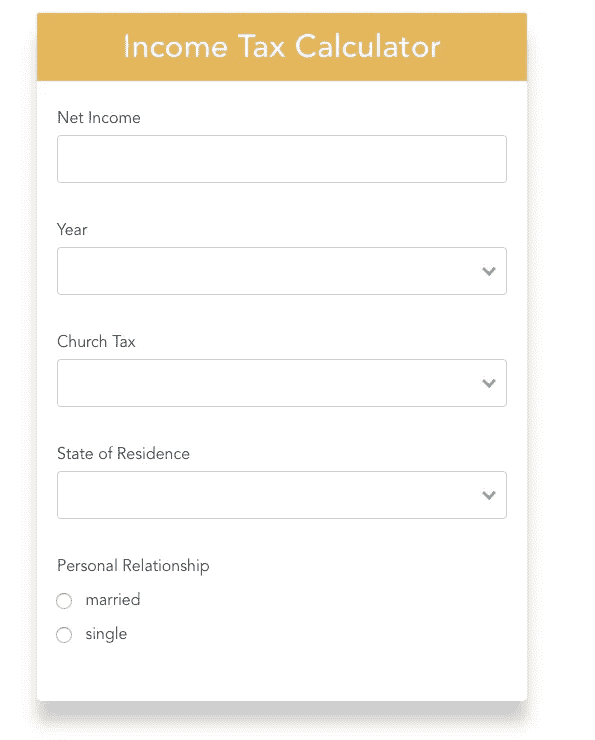 Income Tax Calculator
Net Income
Year
Church Tax
State of Residence
Personal Relationship
married
single